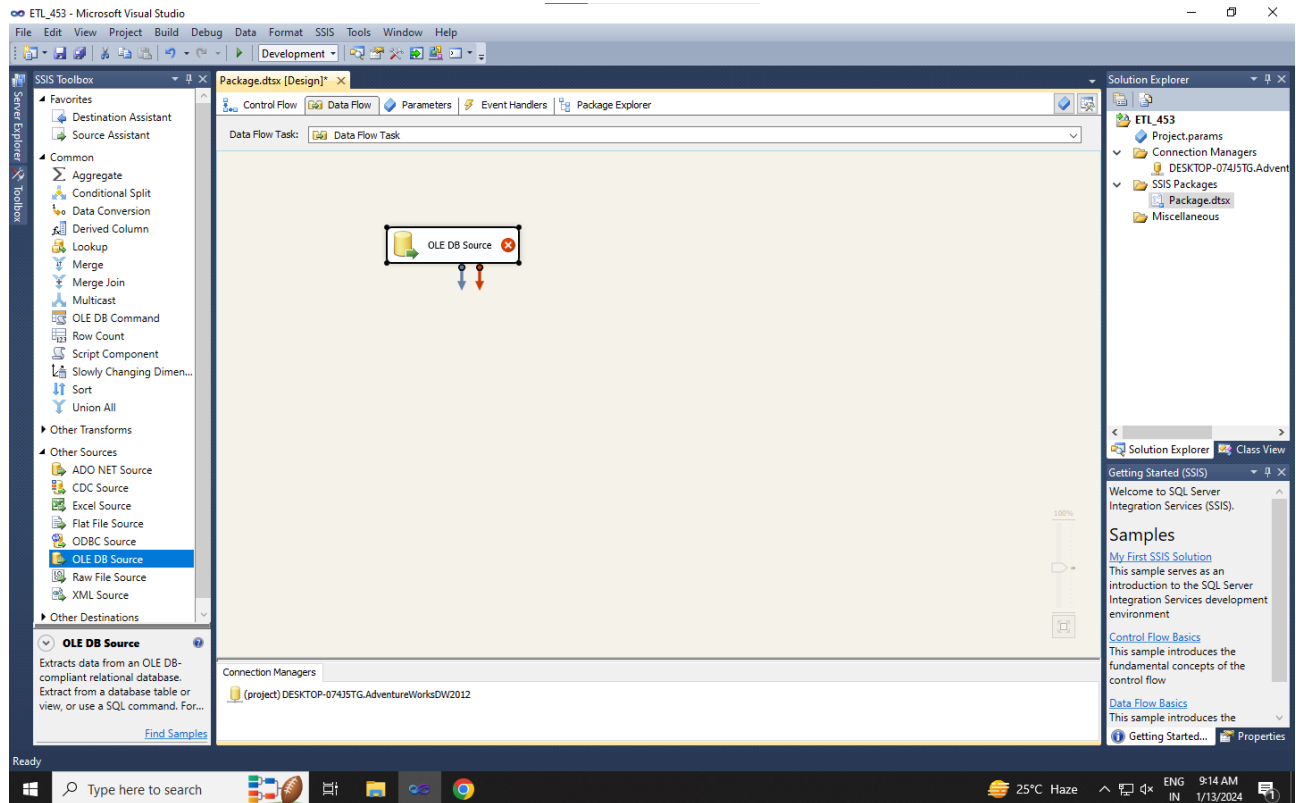 ETL_453 - Microsoft Visual Studio
File Edit View Project Build Debug Data Format SSIS Tools Window Help
Development
Server Explorer
Toolbox
SSIS Toolbox
Favorites
Destination Assistant
Source Assistant
Common
Aggregate
Conditional Split
Data Conversion
Derived Column
Lookup
Merge
Merge Join
Multicast
OLE DB Command
Row Count
Script Component
Slowly Changing Dimen...
Sort
Union All
Other Transforms
Other Sources
ADO NET Source
CDC Source
Excel Source
Flat File Source
ODBC Source
OLE DB Source
Raw File Source
XML Source
Other Destinations
OLE DB Source
Extracts data from an OLE DB-
compliant relational database.
Extract from a database table or
view, or use a SQL command. For...
Find Samples
Package.dtsx [Design]*
Control Flow Data Flow Parameters Event Handlers Package Explorer
Data Flow Task: Data Flow Task
OLE DB Source
100%
Connection Managers
(project) DESKTOP-074J5TG.AdventureWorksDW2012
Solution Explorer
ETL_453
Project.params
Connection Managers
DESKTOP-074J5TG.Advent
SSIS Packages
Package.dtsx
Miscellaneous
Solution Explorer Class View
Getting Started (SSIS)
Welcome to SQL Server
Integration Services (SSIS).
Samples
My First SSIS Solution
This sample serves as an
introduction to the SQL Server
Integration Services development
environment
Control Flow Basics
This sample introduces the
fundamental concepts of the
control flow
Data Flow Basics
This sample introduces the
Getting Started... Properties
Ready
Type here to search
25°C Haze
ENG
IN
9:14 AM
1/13/2024
1